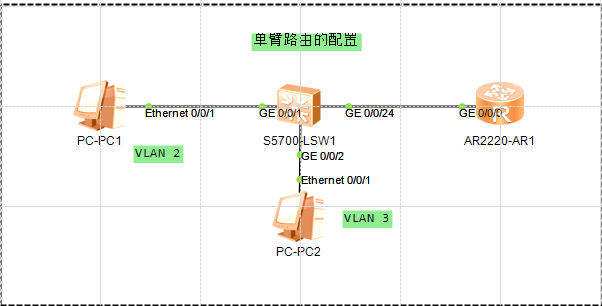 单臂路由的配置
Ethernet 0/0/1
GE 0/0/1
GE 0/0/24
GE 0/0/0
PC-PC1
S5700-LSW1
AR2220-AR1
VLAN 2
GE 0/0/2
Ethernet 0/0/1
VLAN 3
PC-PC2